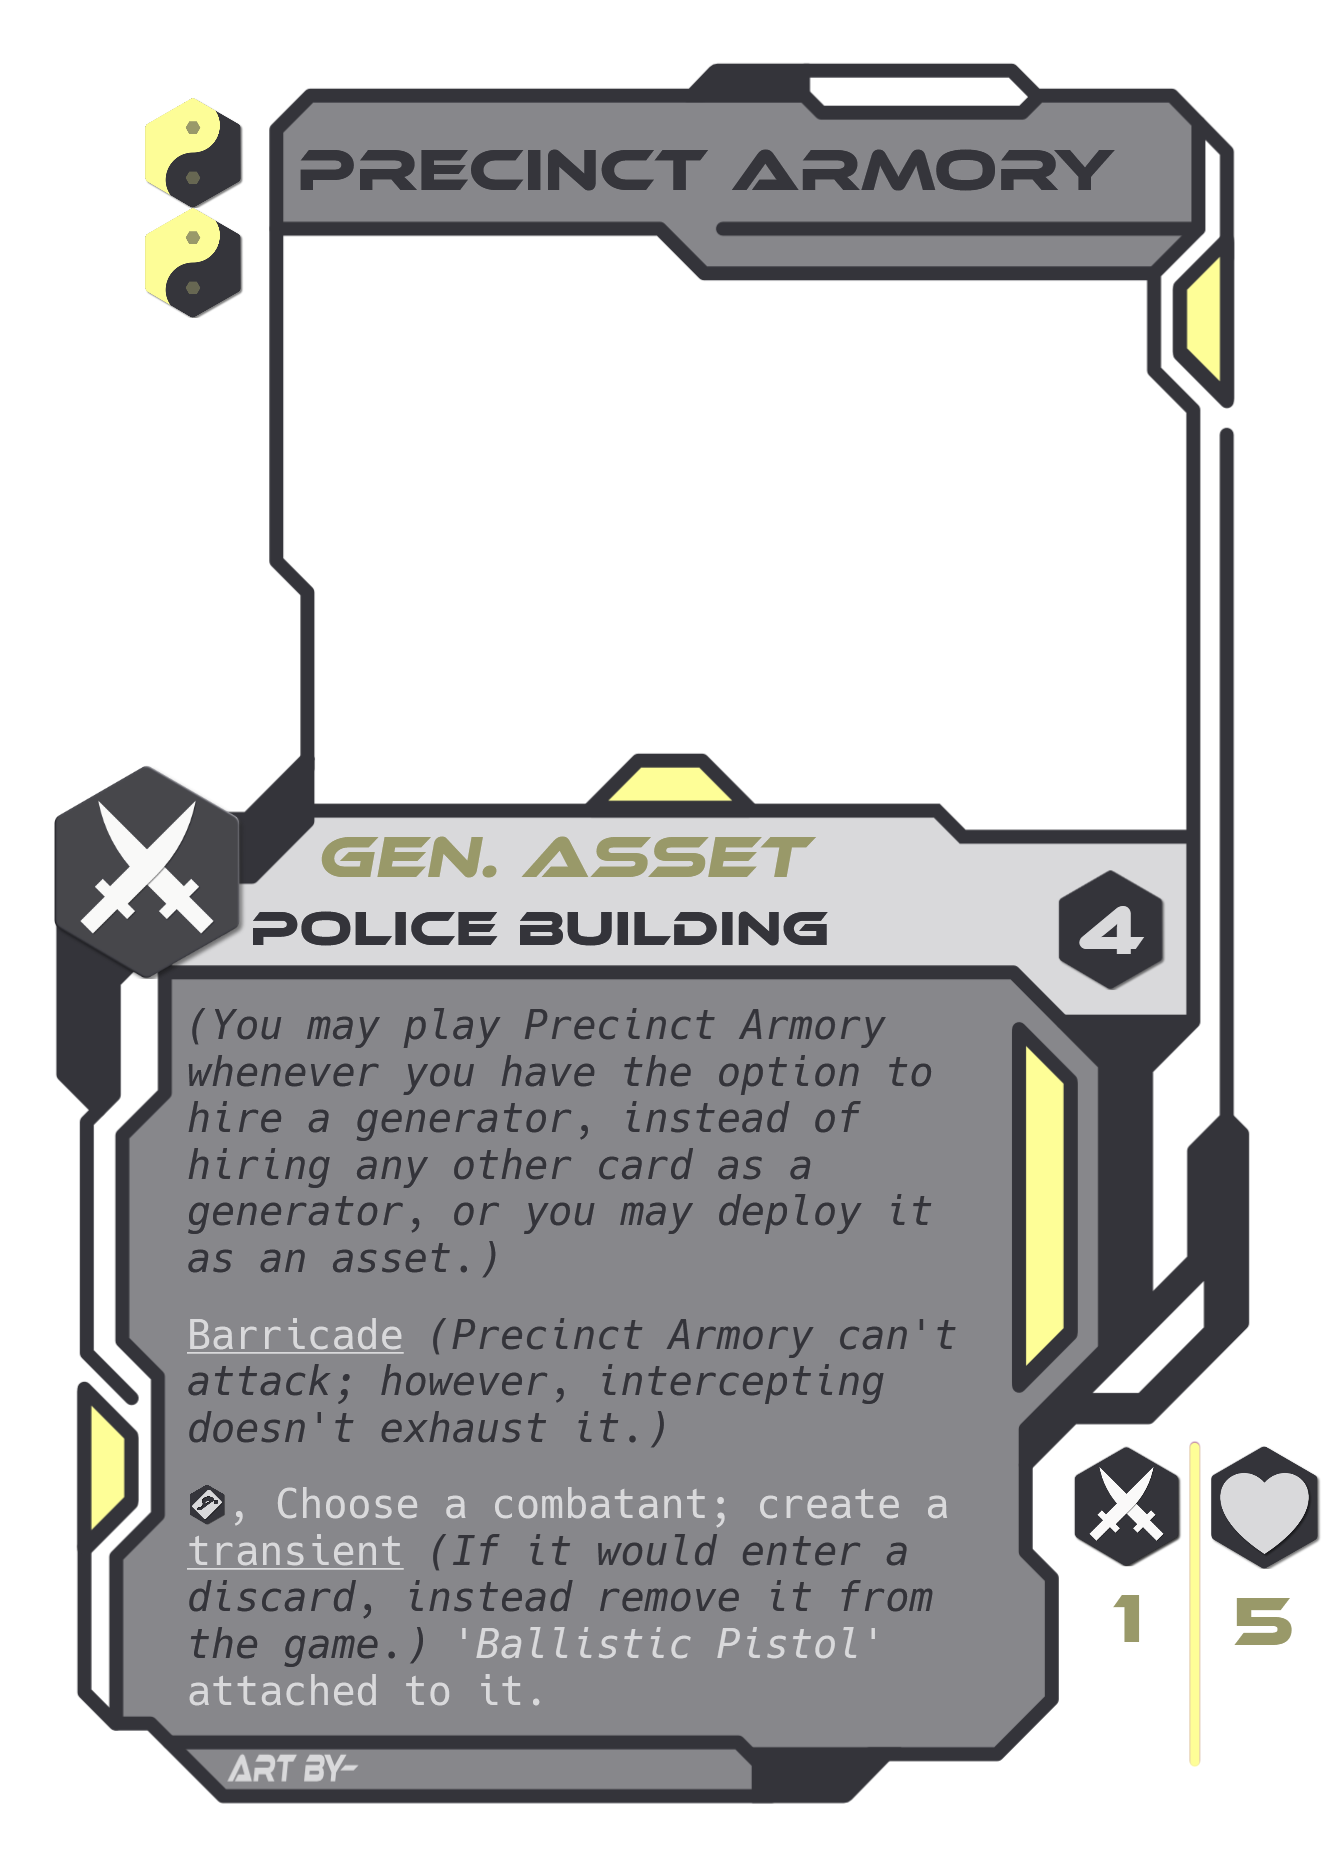 PRECINCT ARMORY
GEN. ASSET
POLICE BUILDING
4
(You may play Precinct Armory
whenever you have the option to
hire a generator, instead of
hiring any other card as a
generator, or you may deploy it
as an asset.)
Barricade (Precinct Armory can't
attack; however, intercepting
doesn't exhaust it.)
, Choose a combatant; create a
transient (If it would enter a
discard, instead remove it from
the game.) 'Ballistic Pistol'
attached to it.
1
5
ART BY-